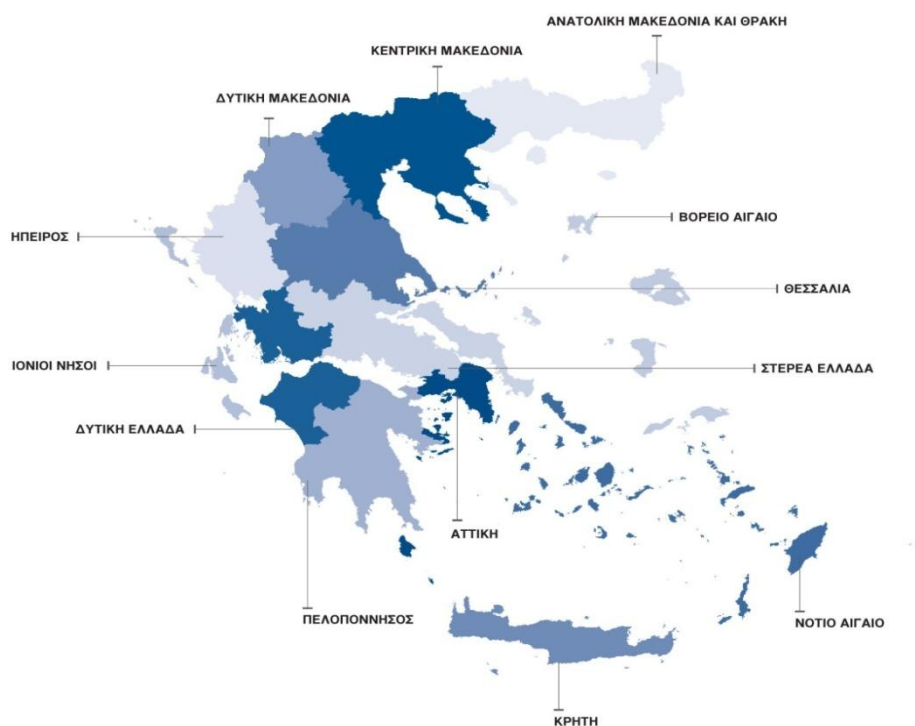 ΑΝΑΤΟΛΙΚΗ ΜΑΚΕΔΟΝΙΑ ΚΑΙ ΘΡΑΚΗ
ΚΕΝΤΡΙΚΗ ΜΑΚΕΔΟΝΙΑ
ΔΥΤΙΚΗ ΜΑΚΕΔΟΝΙΑ
ΒΟΡΕΙΟ ΑΙΓΑΙΟ
ΗΠΕΙΡΟΣ
ΘΕΣΣΑΛΙΑ
ΙΟΝΙΟΙ ΝΗΣΟΙ
ΣΤΕΡΕΑ ΕΛΛΑΔΑ
ΔΥΤΙΚΗ ΕΛΛΑΔΑ
ΑΤΤΙΚΗ
ΠΕΛΟΠΟΝΝΗΣΟΣ
ΝΟΤΙΟ ΑΙΓΑΙΟ
ΚΡΗΤΗ